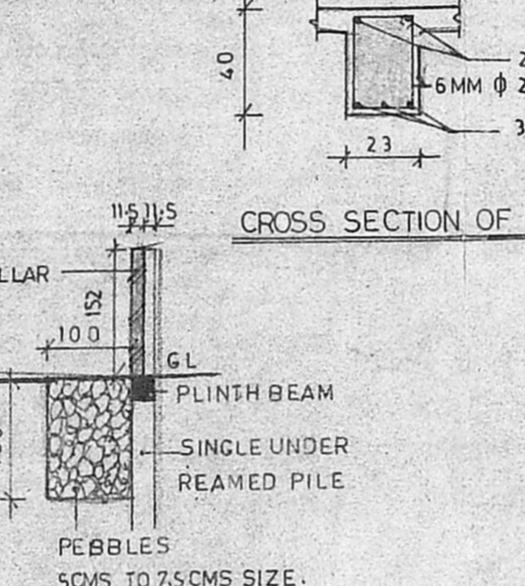 40
6MM ϕ 2
3
23
11.5 11.5
CROSS SECTION OF
LLAR
152
100
GL
PLINTH BEAM
SINGLE UNDER
REAMED PILE
PEBBLES
5CMS TO 7.5CMS SIZE.